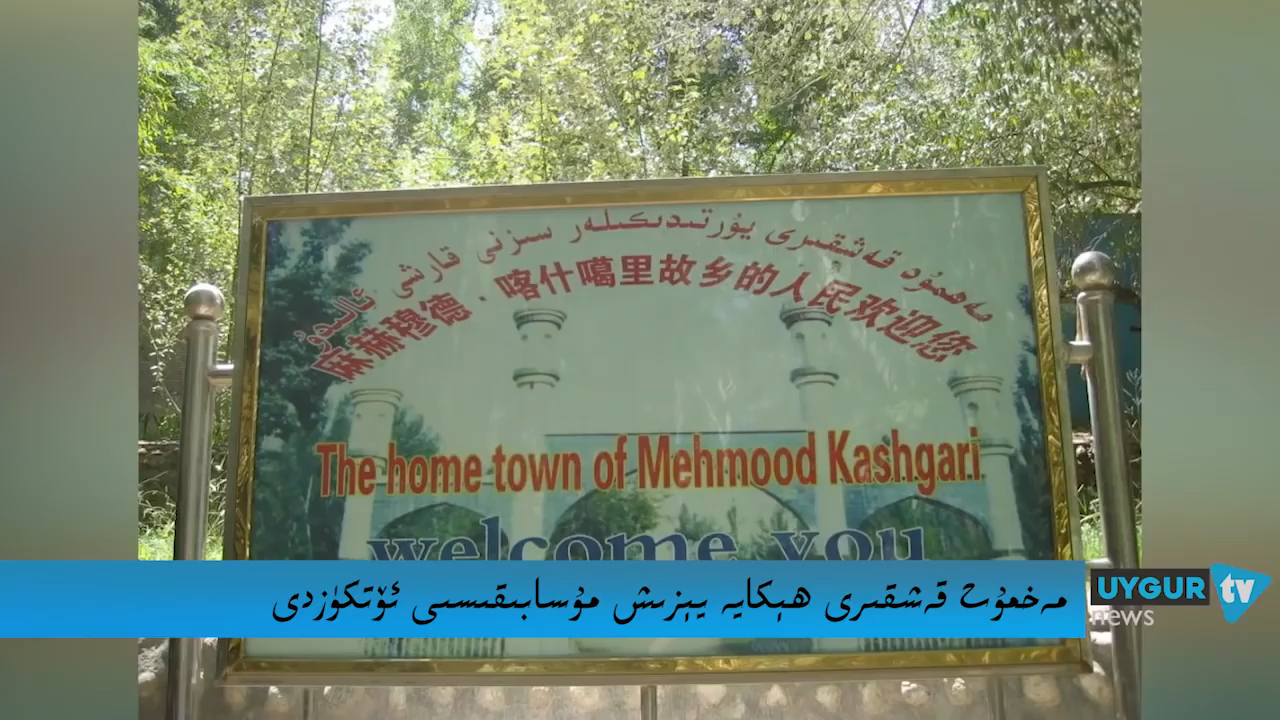 مەھمۇد قەشقىرى يۇرتىدىكىلەر سىزنى قارشى ئالىدۇ
麻赫穆德·喀什噶里故乡的人民欢迎您
The home town of Mehmood Kashgari
welcome you
مەخمۇت قەشقىرى ھېكايە يېزىش مۇسابىقىسى ئۆتكۈزدى
UYGUR tv
news